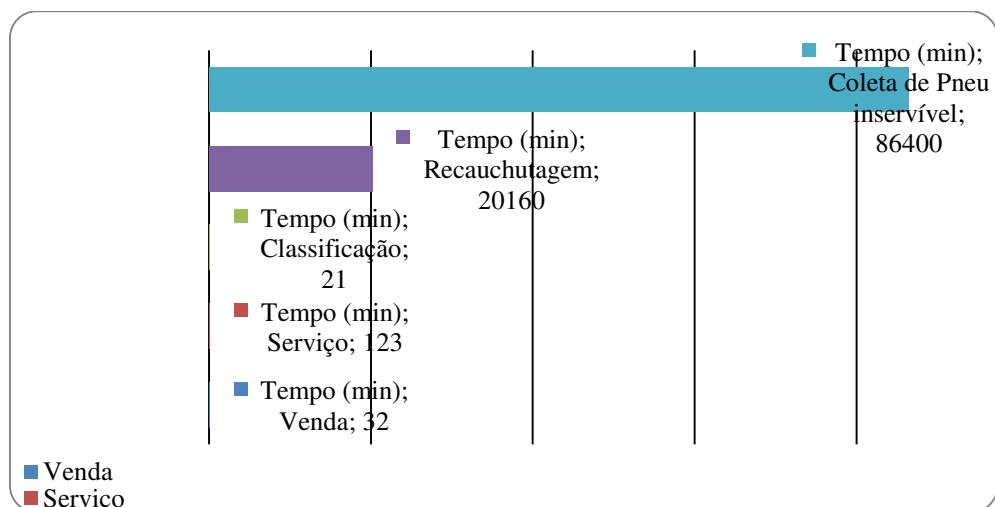 Tempo (min);
Coleta de Pneu
inservível;
86400
Tempo (min);
Recauchutagem;
20160
Tempo (min);
Classificação;
21
Tempo (min);
Serviço; 123
Tempo (min);
Venda; 32
Venda
Serviço